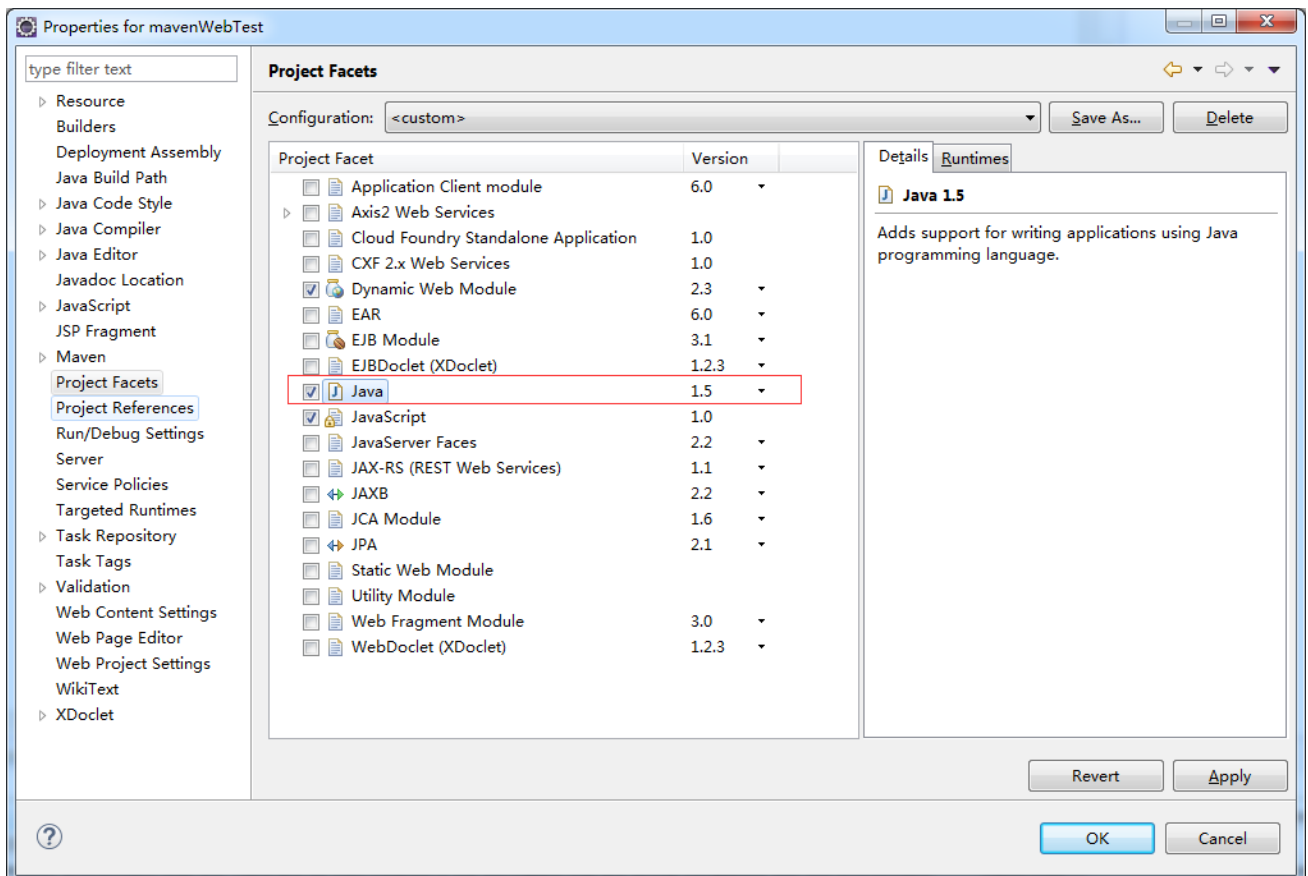 Properties for mavenWebTest
type filter text
Resource
Builders
Deployment Assembly
Java Build Path
Java Code Style
Java Compiler
Java Editor
Javadoc Location
JavaScript
JSP Fragment
Maven
Project Facets
Project References
Run/Debug Settings
Server
Service Policies
Targeted Runtimes
Task Repository
Task Tags
Validation
Web Content Settings
Web Page Editor
Web Project Settings
WikiText
XDoclet
Project Facets
Configuration: <custom> Save As... Delete
Project Facet Version
Application Client module 6.0
Axis2 Web Services
Cloud Foundry Standalone Application 1.0
CXF 2.x Web Services 1.0
Dynamic Web Module 2.3
EAR 6.0
EJB Module 3.1
EJBDoclet (XDoclet) 1.2.3
Java 1.5
JavaScript 1.0
JavaServer Faces 2.2
JAX-RS (REST Web Services) 1.1
JAXB 2.2
JCA Module 1.6
JPA 2.1
Static Web Module
Utility Module
Web Fragment Module 3.0
WebDoclet (XDoclet) 1.2.3
Details Runtimes
Java 1.5
Adds support for writing applications using Java
programming language.
Revert Apply
OK Cancel